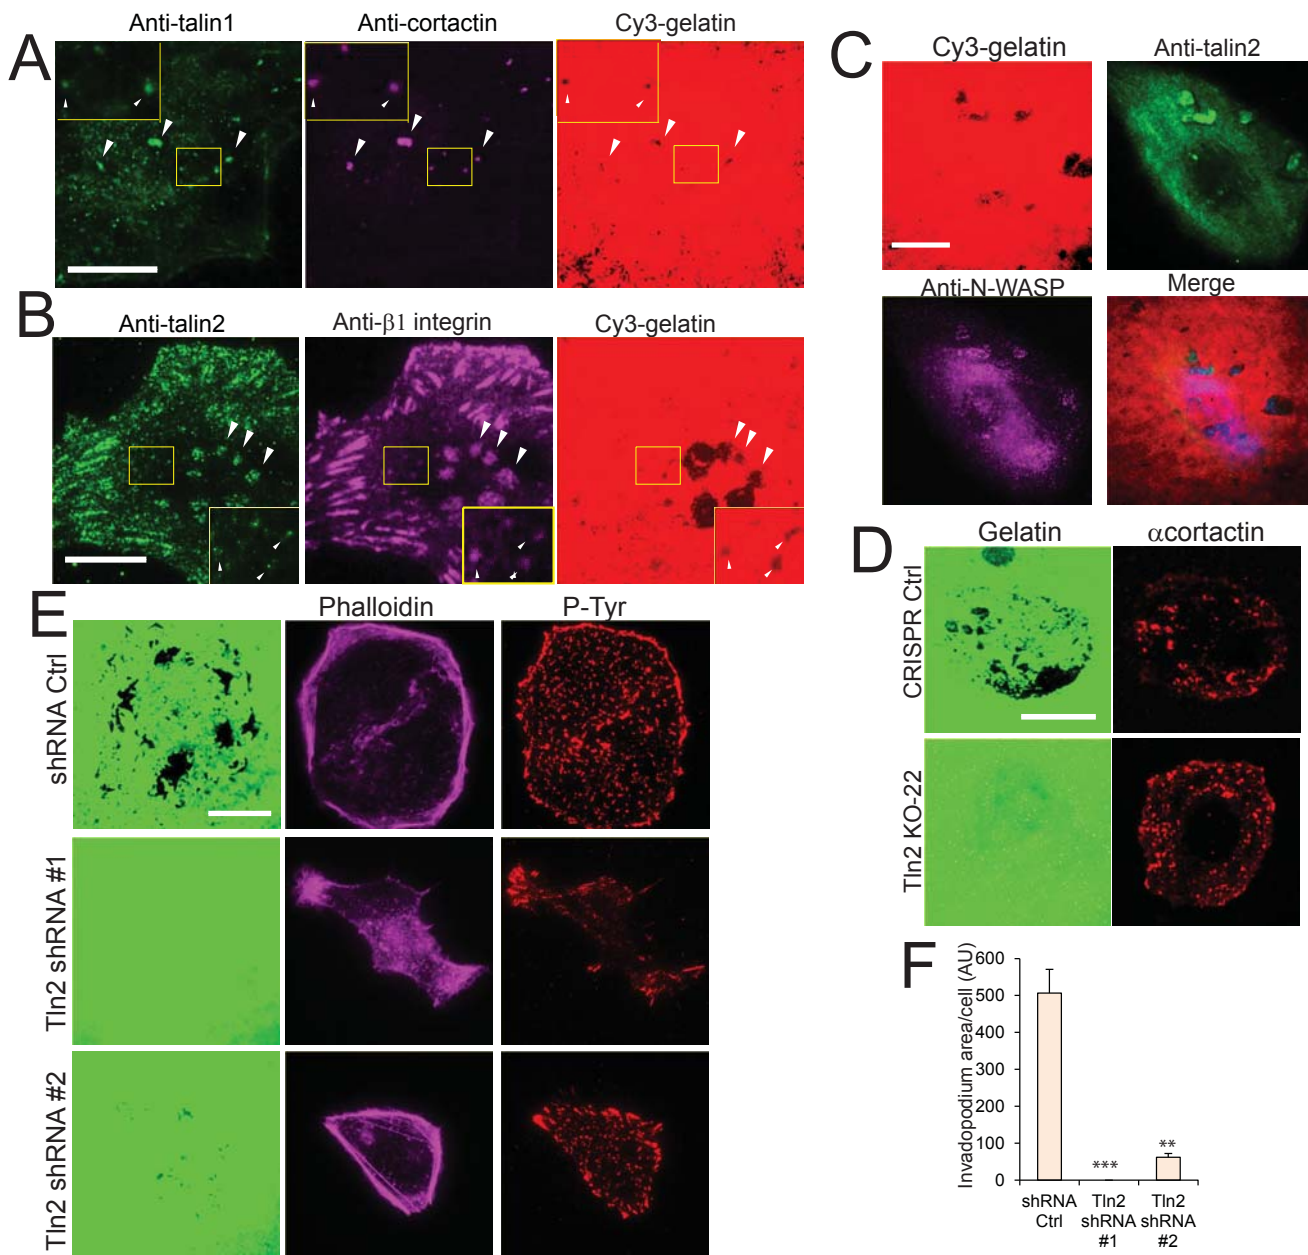 A
Anti-talin1
Anti-cortactin
Cy3-gelatin
B
Anti-talin2
Anti-β1 integrin
Cy3-gelatin
C
Cy3-gelatin
Anti-talin2
Anti-N-WASP
Merge
D
Gelatin
αcortactin
CRISPR Ctrl
Tln2 KO-22
E
Phalloidin
P-Tyr
shRNA Ctrl
Tln2 shRNA #1
Tln2 shRNA #2
F
Invadopodium area/cell (AU)
600
500
400
300
200
100
0
***
**
shRNA
Ctrl
Tln2
shRNA
#1
Tln2
shRNA
#2